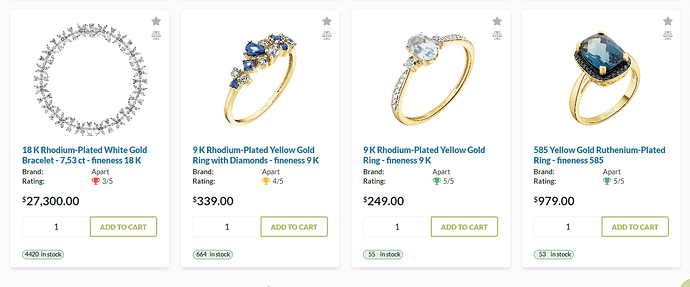 18 K Rhodium-Plated White Gold
Bracelet - 7,53 ct - fineness 18 K
Brand: Apart
Rating: 3/5
$27,300.00
1 ADD TO CART
4420 in stock
9 K Rhodium-Plated Yellow Gold
Ring with Diamonds - fineness 9 K
Brand: Apart
Rating: 4/5
$339.00
1 ADD TO CART
664 in stock
9 K Rhodium-Plated Yellow Gold
Ring - fineness 9 K
Brand: Apart
Rating: 5/5
$249.00
1 ADD TO CART
55 in stock
585 Yellow Gold Ruthenium-Plated
Ring - fineness 585
Brand: Apart
Rating: 5/5
$979.00
1 ADD TO CART
53 in stock